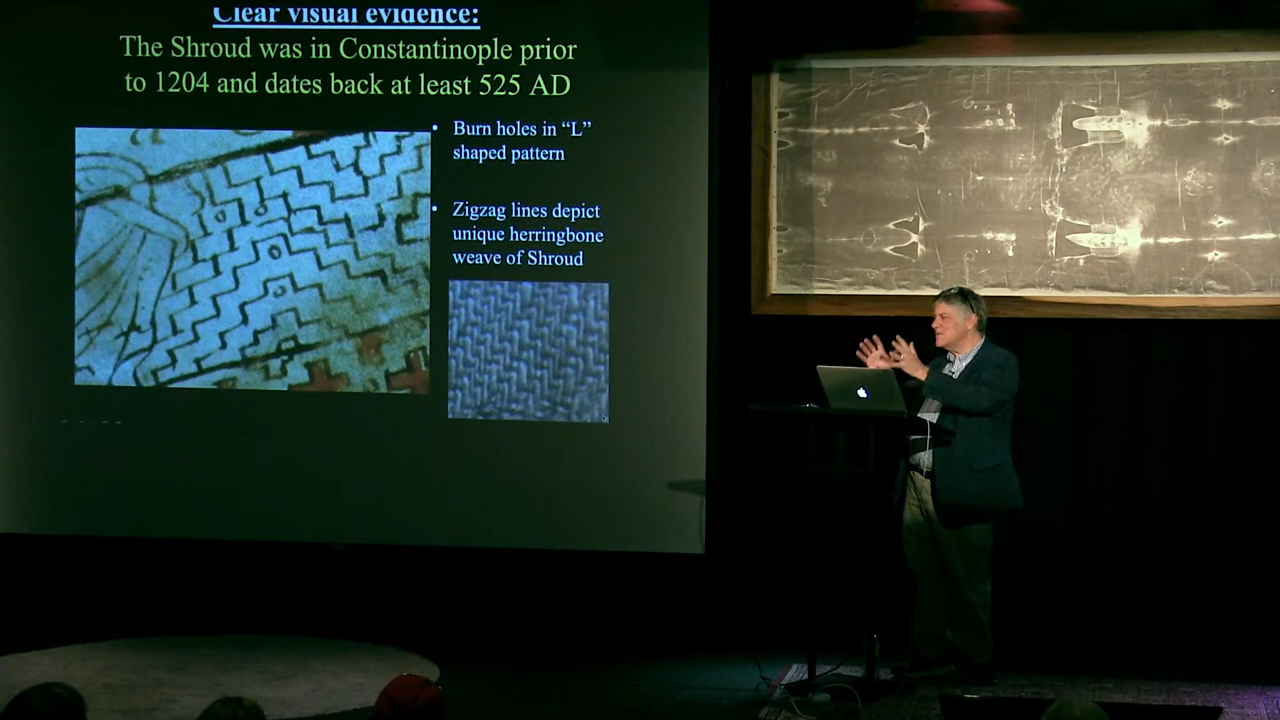 Clear visual evidence:
The Shroud was in Constantinople prior
to 1204 and dates back at least 525 AD
• Burn holes in “L”
shaped pattern
• Zigzag lines depict
unique herringbone
weave of Shroud